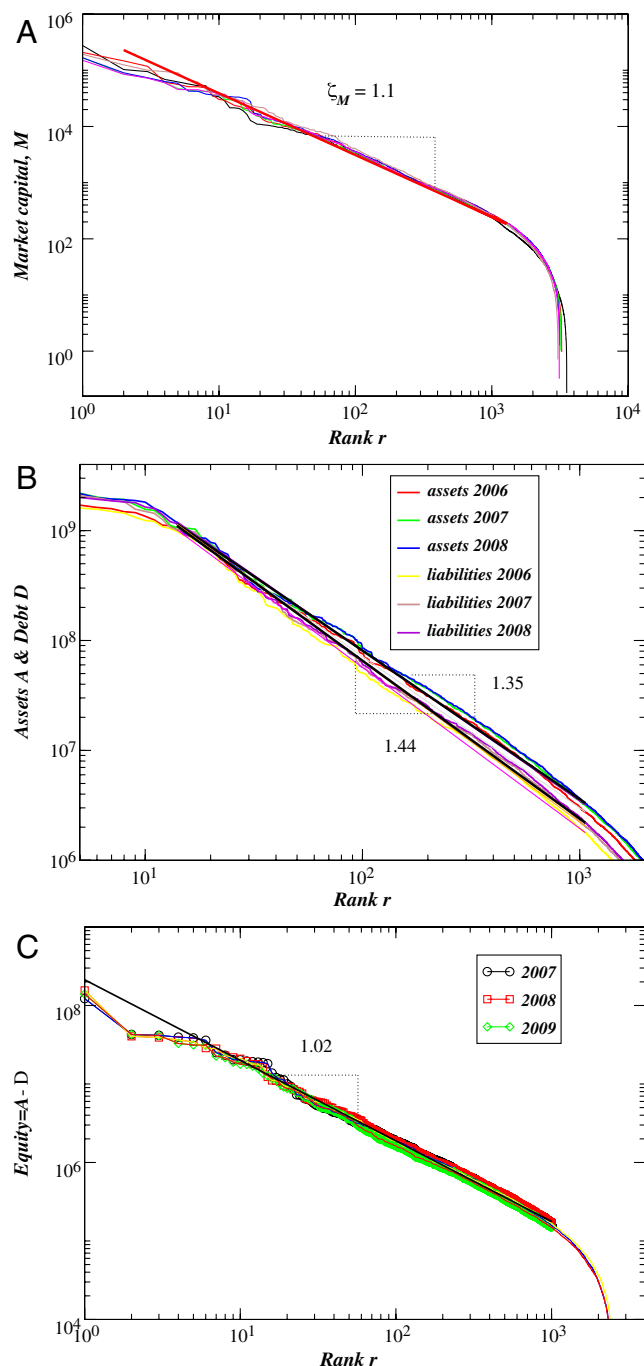 A
Market capital, M
10^6
10^4
10^2
10^0
ζ_M = 1.1
10^0 10^1 10^2 10^3 10^4
Rank r
B
Assets A & Debt D
10^9
10^8
10^7
10^6
assets 2006
assets 2007
assets 2008
liabilities 2006
liabilities 2007
liabilities 2008
1.35
1.44
10^1 10^2 10^3
Rank r
C
Equity=A - D
10^8
10^6
10^4
2007
2008
2009
1.02
10^0 10^1 10^2 10^3
Rank r